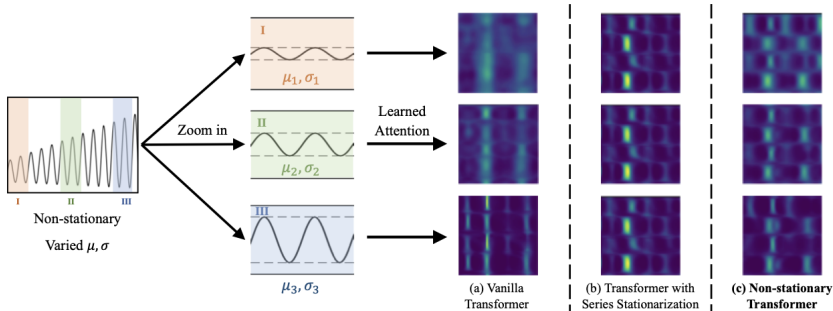 I
μ₁, σ₁
II
μ₂, σ₂
III
μ₃, σ₃
Zoom in
Learned
Attention
I
II
III
Non-stationary
Varied μ, σ
(a) Vanilla
Transformer
(b) Transformer with
Series Stationarization
(c) Non-stationary
Transformer